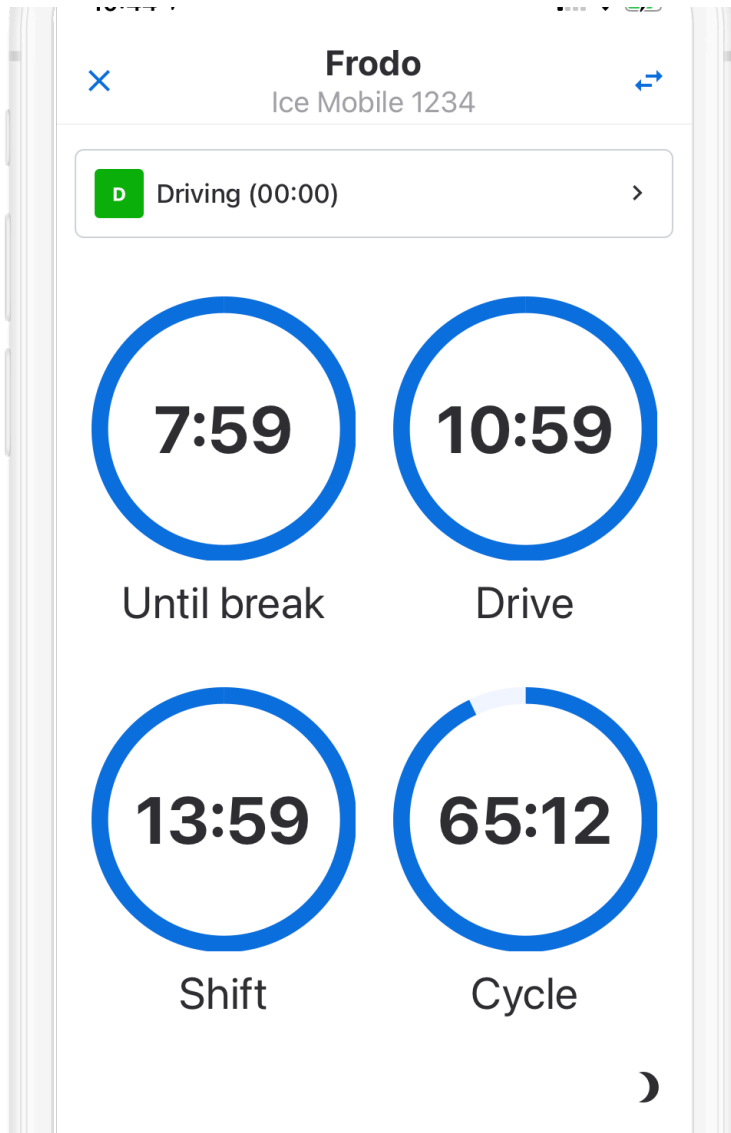 Frodo
Ice Mobile 1234
D Driving (00:00)
7:59
10:59
Until break
Drive
13:59
65:12
Shift
Cycle